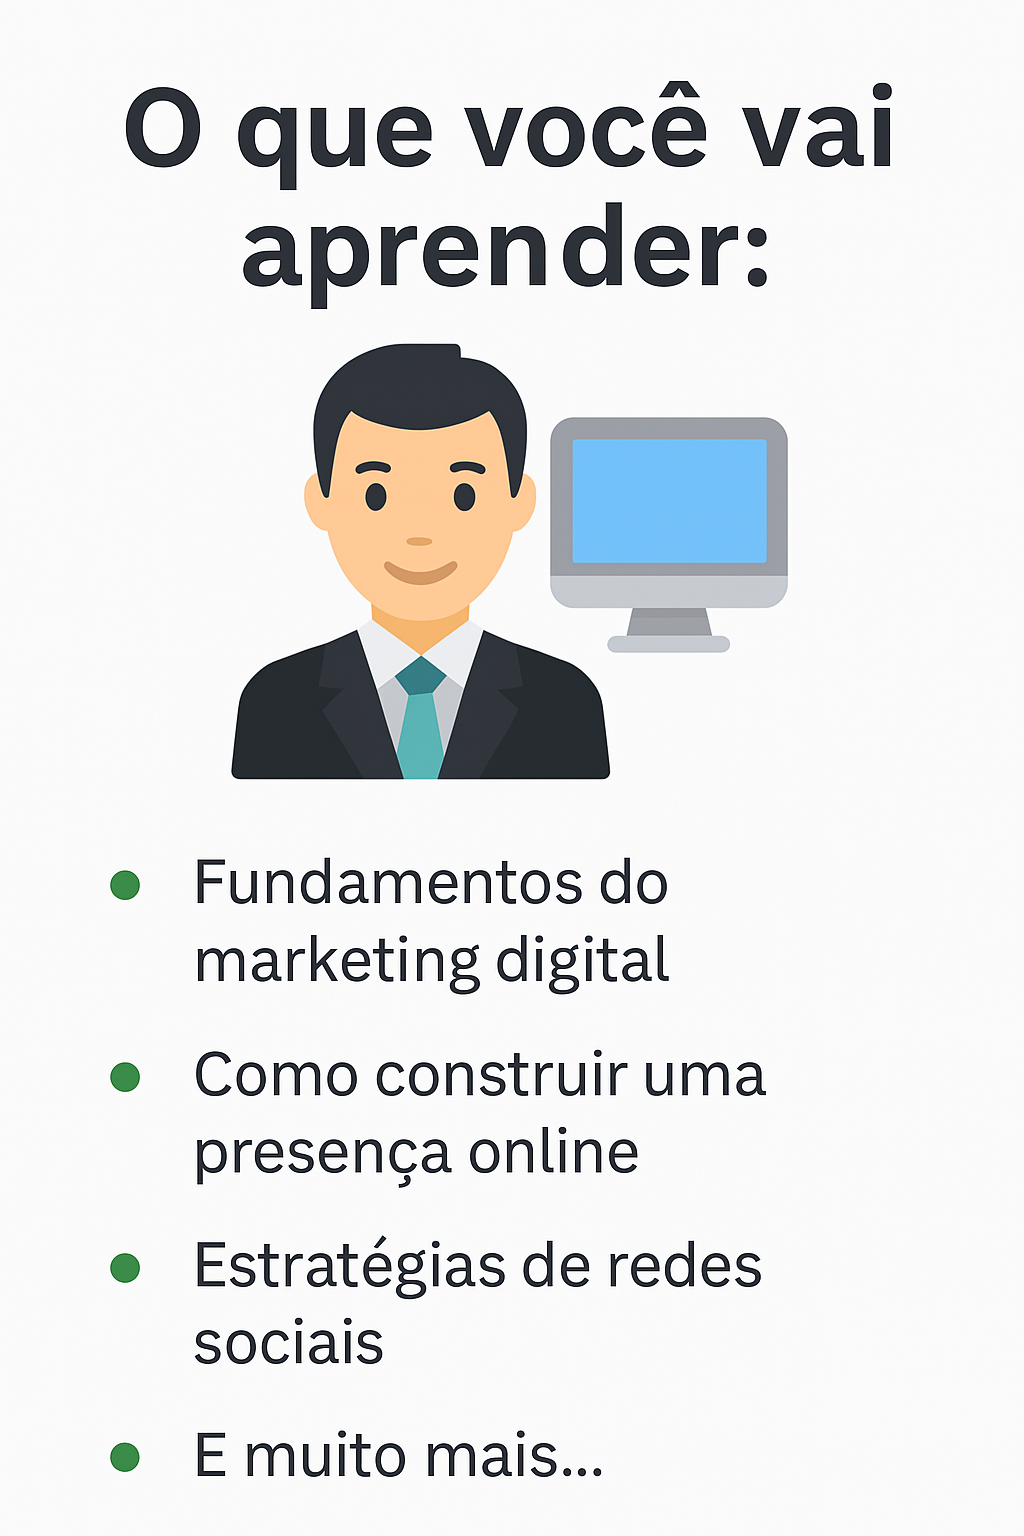 O que você vai
aprender:
Fundamentos do
marketing digital
Como construir uma
presença online
Estratégias de redes
sociais
E muito mais...